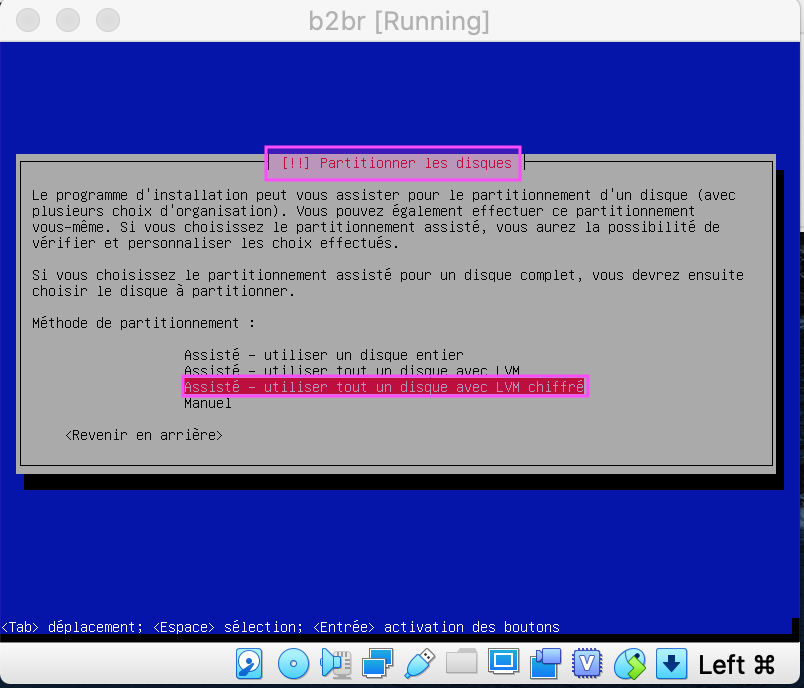 b2br [Running]
[!!] Partitionner les disques
Le programme d'installation peut vous assister pour le partitionnement d'un disque (avec
plusieurs choix d'organisation). Vous pouvez également effectuer ce partitionnement
vous-même. Si vous choisissez le partitionnement assisté, vous aurez la possibilité de
vérifier et personnaliser les choix effectués.
Si vous choisissez le partitionnement assisté pour un disque complet, vous devrez ensuite
choisir le disque à partitionner.
Méthode de partitionnement :
Assisté - utiliser un disque entier
Assisté - utiliser tout un disque avec LVM
Assisté - utiliser tout un disque avec LVM chiffré
Manuel
<Revenir en arrière>
<Tab> déplacement; <Espace> sélection; <Entrée> activation des boutons
V
Left ⌘